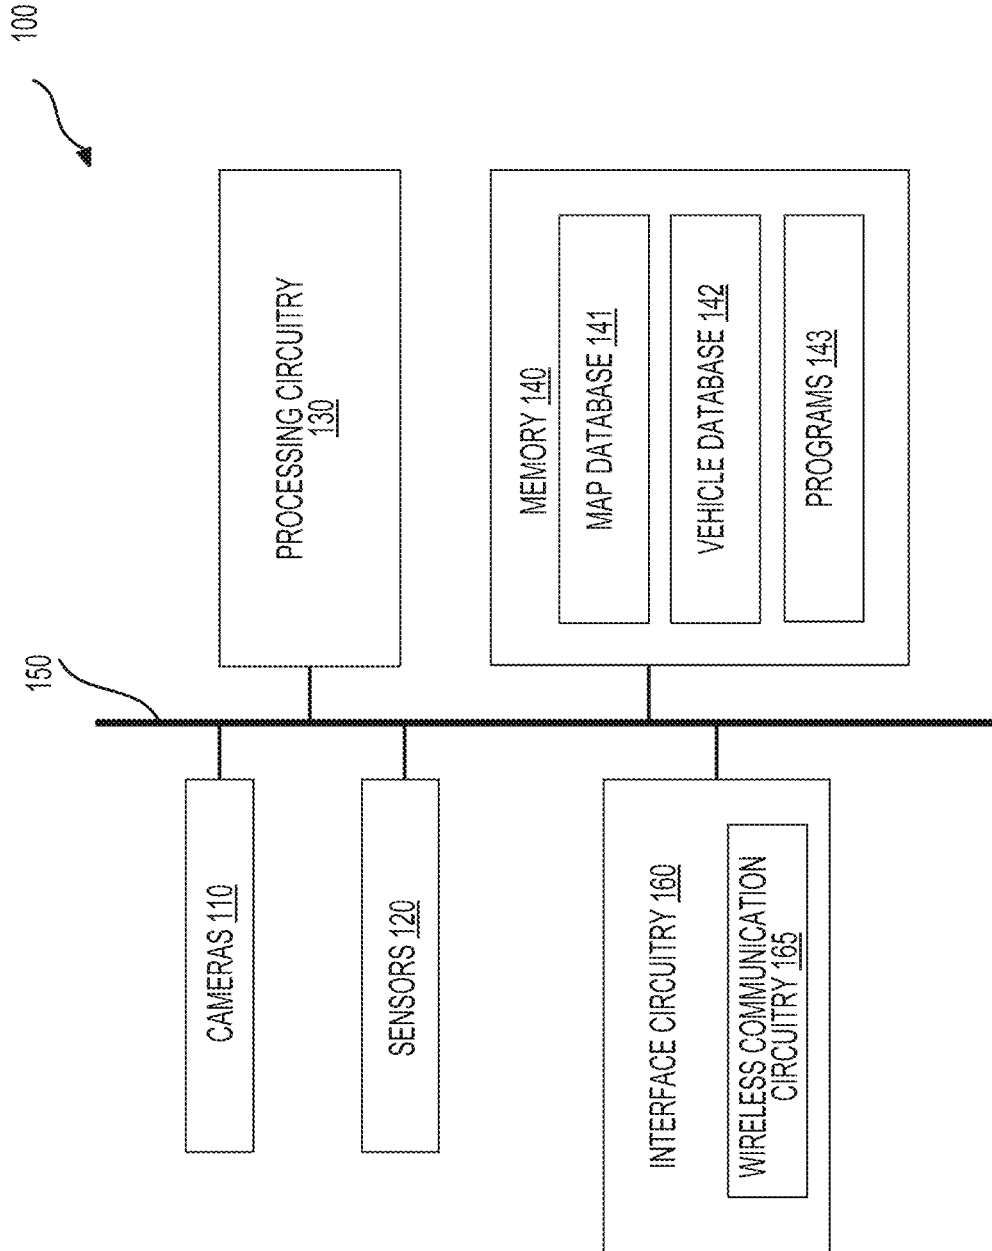 100
150
CAMERAS 110
SENSORS 120
INTERFACE CIRCUITRY 160
WIRELESS COMMUNICATION
CIRCUITRY 165
PROCESSING CIRCUITRY
130
MEMORY 140
MAP DATABASE 141
VEHICLE DATABASE 142
PROGRAMS 143